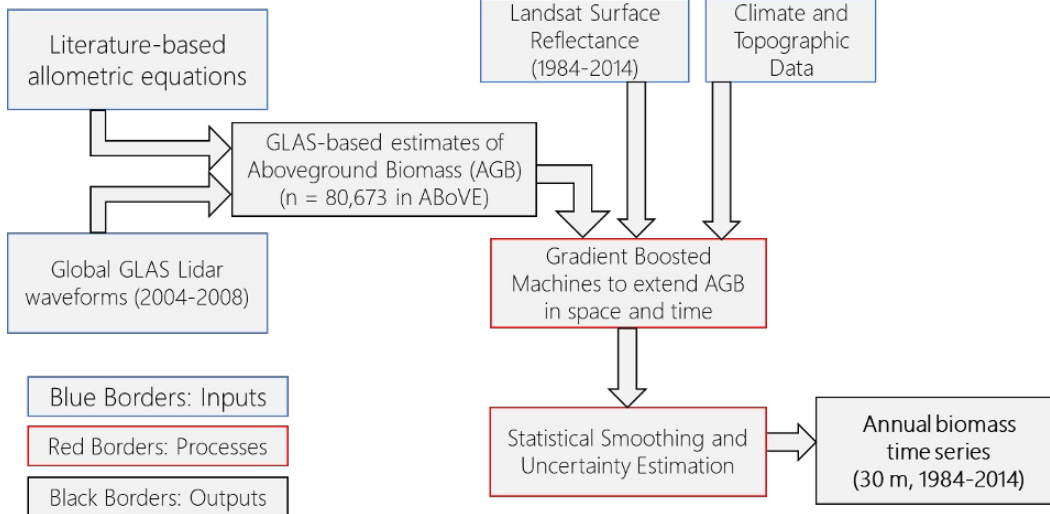 Literature-based
allometric equations
Landsat Surface
Reflectance
(1984-2014)
Climate and
Topographic
Data
GLAS-based estimates of
Aboveground Biomass (AGB)
(n = 80,673 in ABoVE)
Global GLAS Lidar
waveforms (2004-2008)
Gradient Boosted
Machines to extend AGB
in space and time
Blue Borders: Inputs
Red Borders: Processes
Black Borders: Outputs
Statistical Smoothing and
Uncertainty Estimation
Annual biomass
time series
(30 m, 1984-2014)